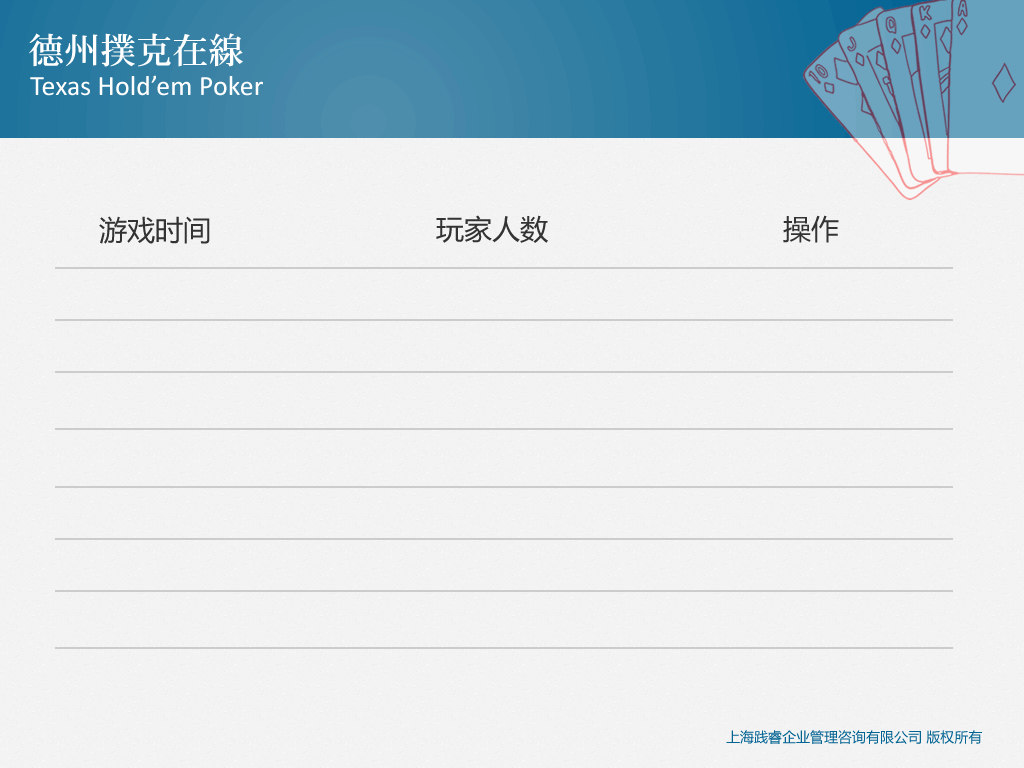 德州撲克在線
Texas Hold’em Poker
10 J Q K A
游戏时间 玩家人数 操作
上海践睿企业管理咨询有限公司 版权所有